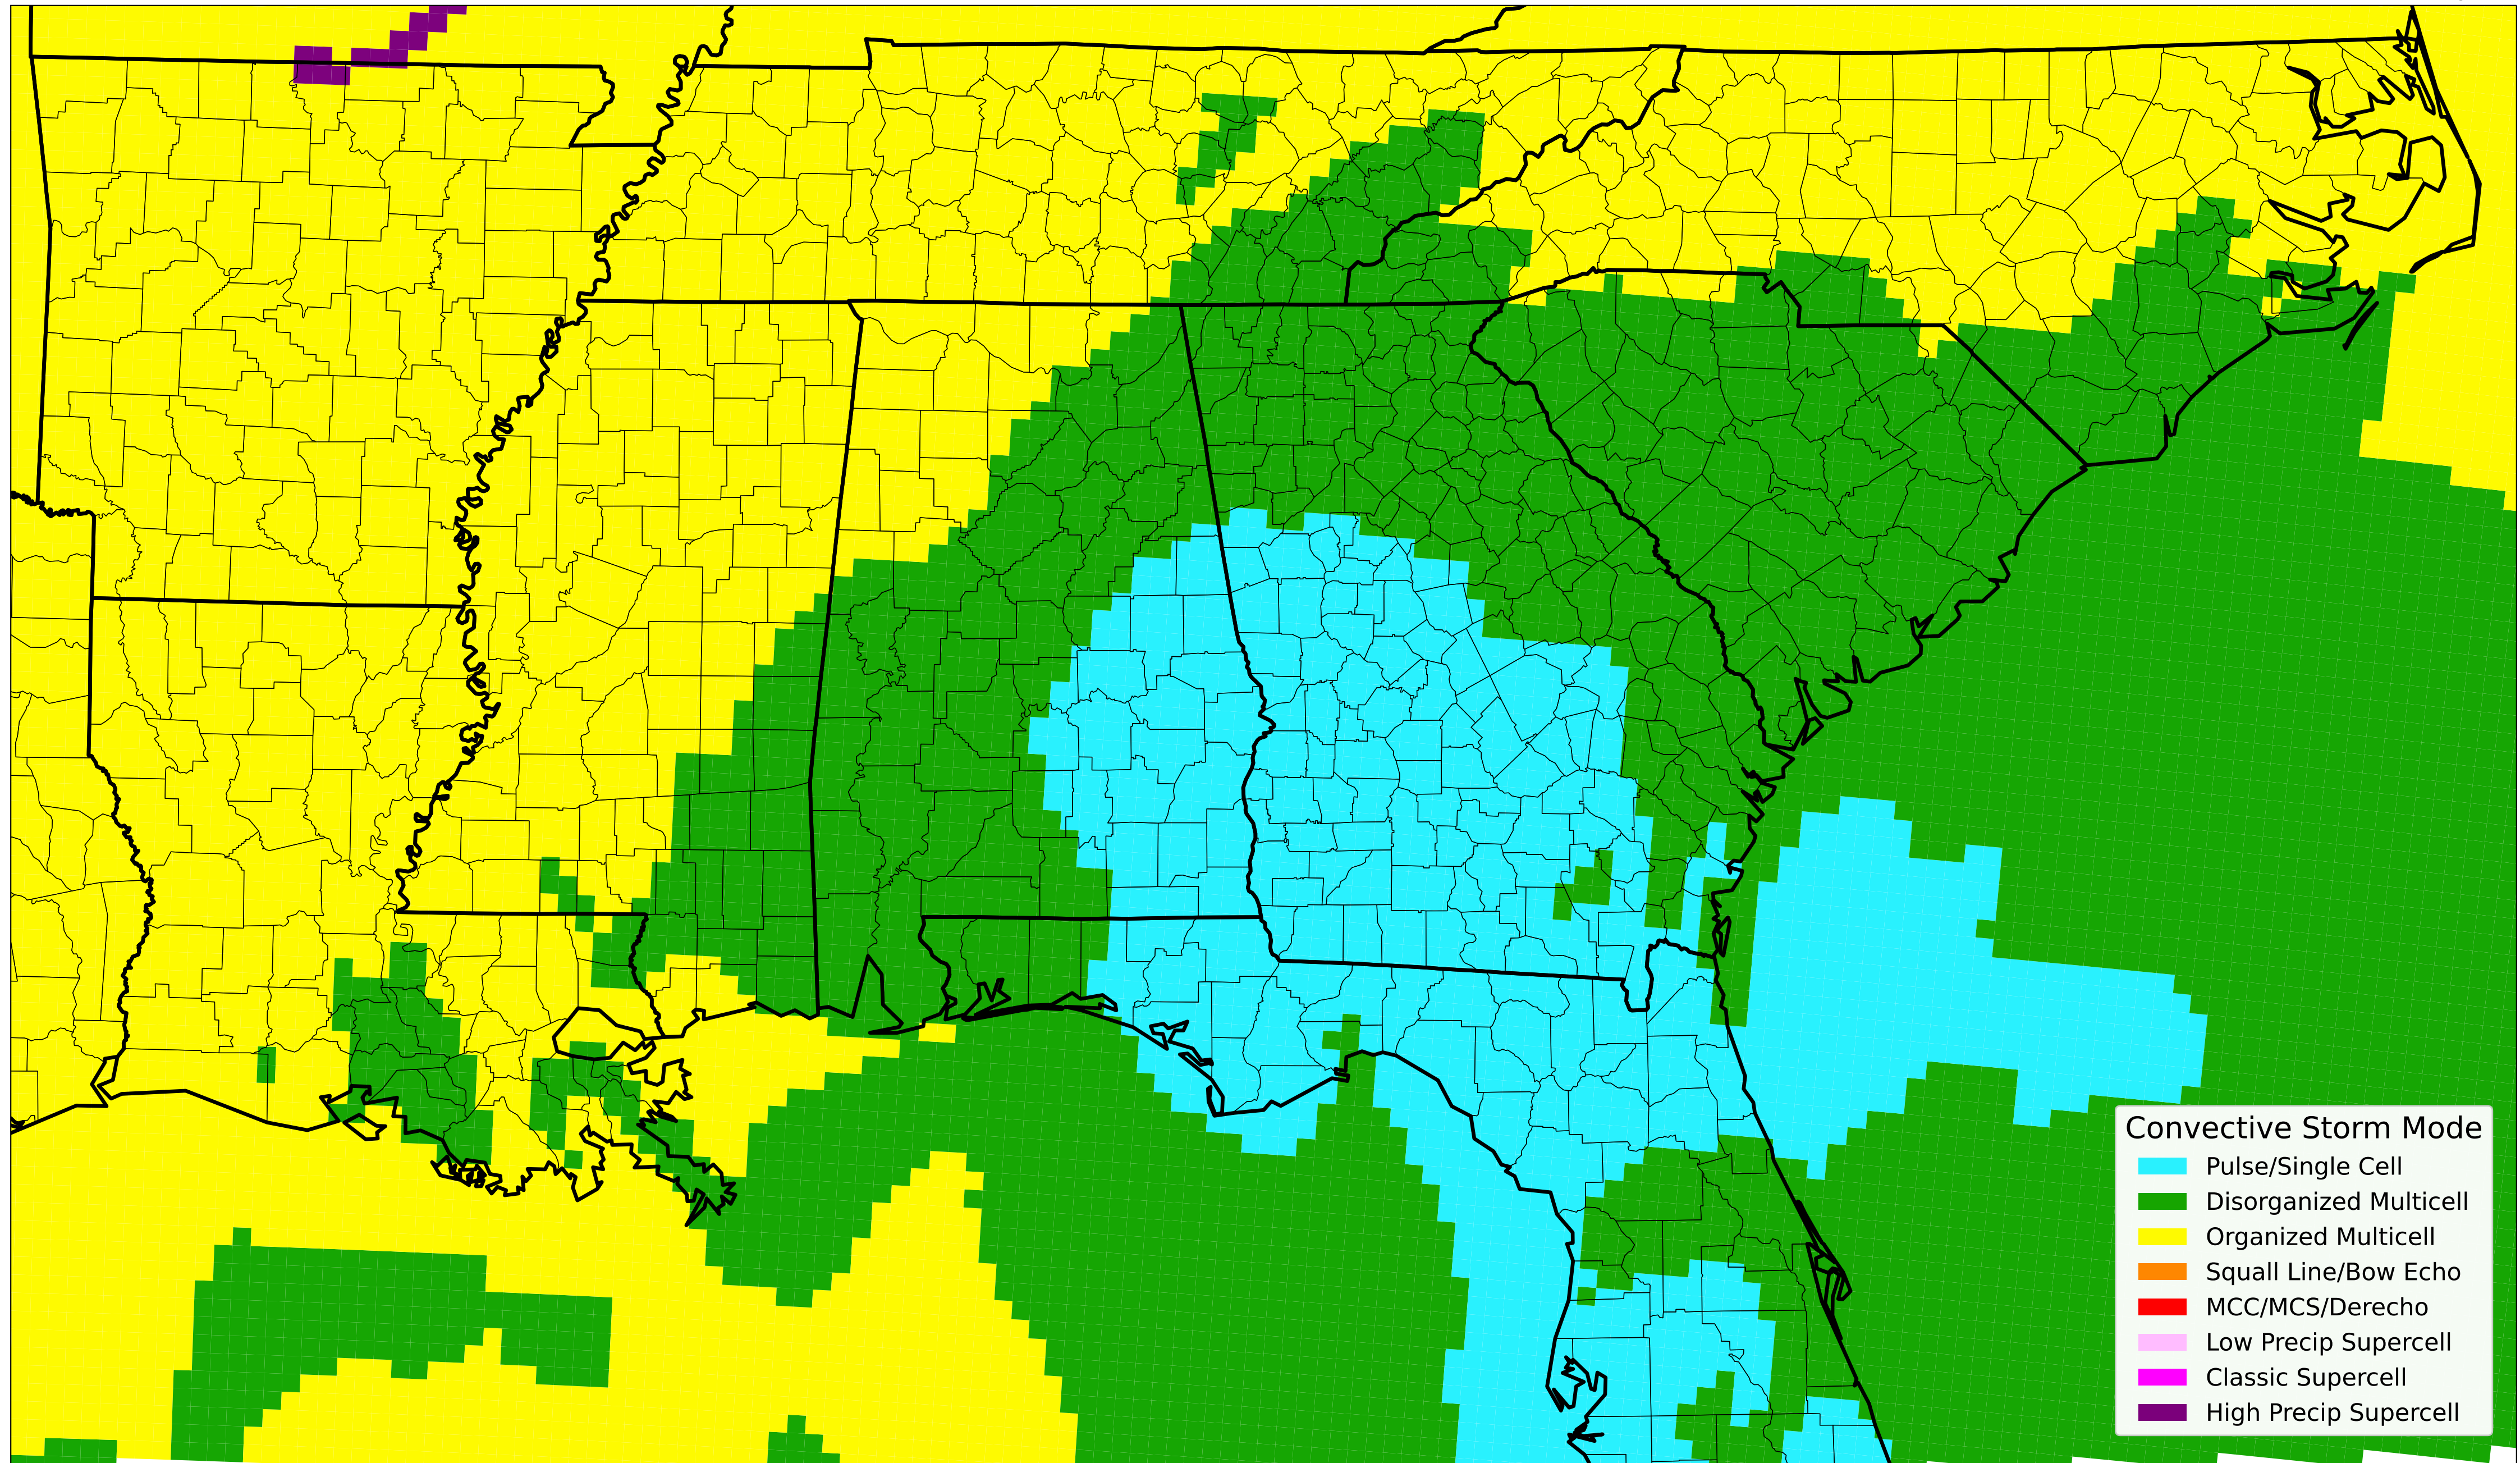 Convective Storm Mode
Pulse/Single Cell
Disorganized Multicell
Organized Multicell
Squall Line/Bow Echo
MCC/MCS/Derecho
Low Precip Supercell
Classic Supercell
High Precip Supercell